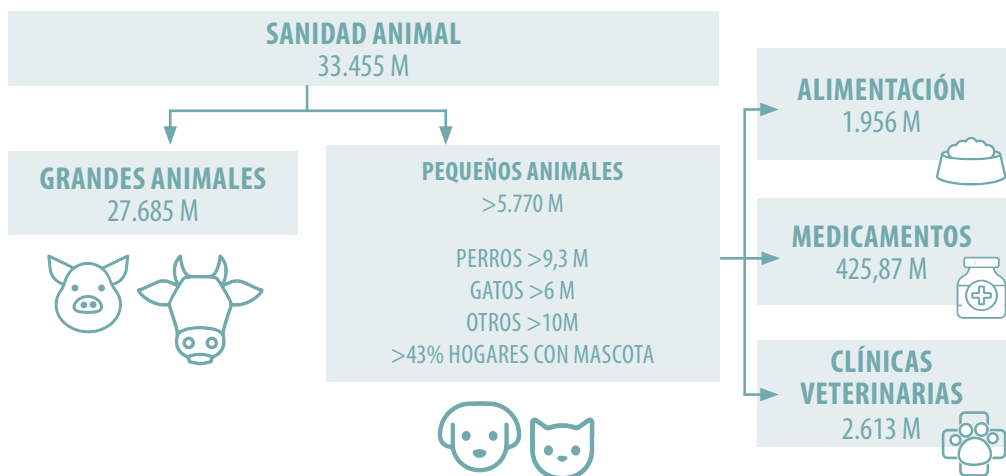 SANIDAD ANIMAL
33.455 M
GRANDES ANIMALES
27.685 M
PEQUEÑOS ANIMALES
>5.770 M
PERROS >9,3 M
GATOS >6 M
OTROS >10M
>43% HOGARES CON MASCOTA
ALIMENTACIÓN
1.956 M
MEDICAMENTOS
425,87 M
CLÍNICAS
VETERINARIAS
2.613 M